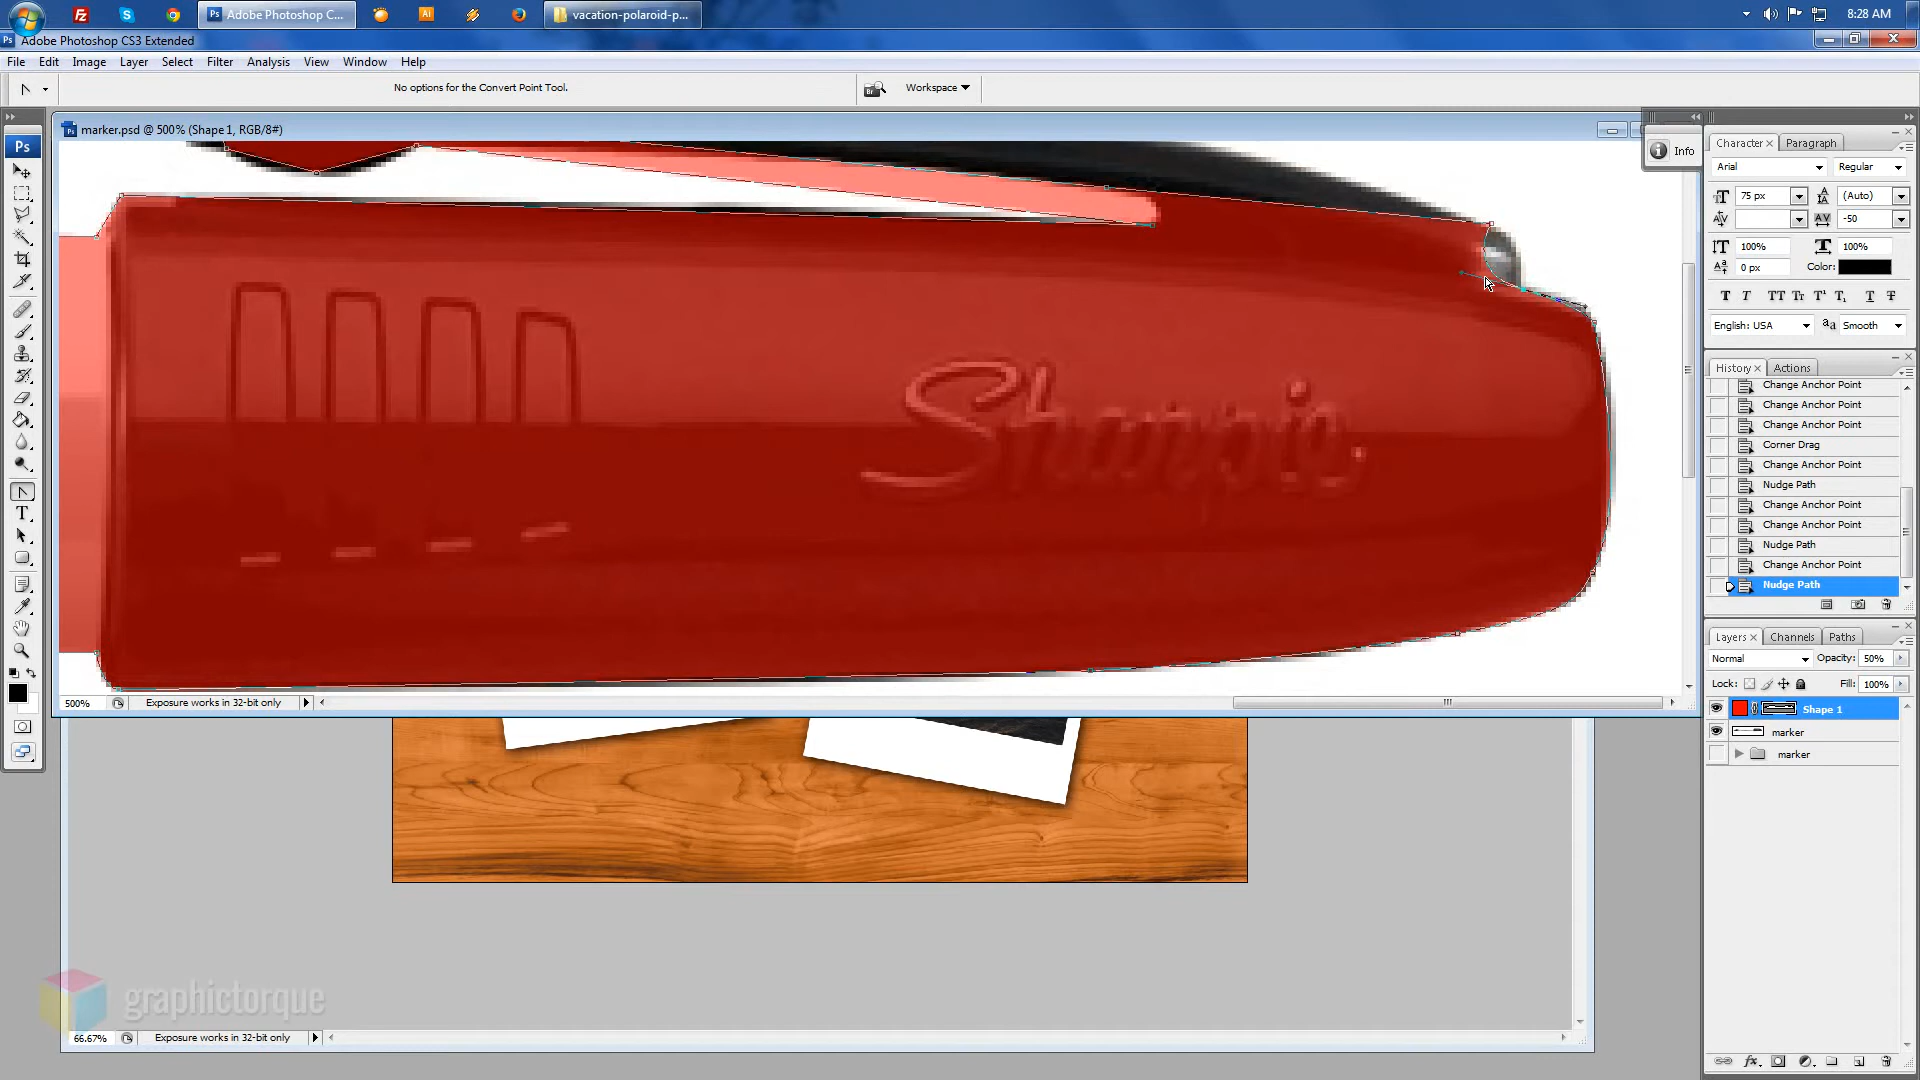 Adobe Photoshop C...
vacation-polaroid-p...
8:28 AM
Ps Adobe Photoshop CS3 Extended
File Edit Image Layer Select Filter Analysis View Window Help
No options for the Convert Point Tool.
Workspace
marker.psd @ 500% (Shape 1, RGB/8#)
Info
Character Paragraph
Arial Regular
75 px (Auto)
-50
100% 100%
0 px Color:
English: USA Smooth
History Actions
Change Anchor Point
Change Anchor Point
Change Anchor Point
Corner Drag
Change Anchor Point
Nudge Path
Change Anchor Point
Change Anchor Point
Nudge Path
Change Anchor Point
Nudge Path
Sharpie.
Layers Channels Paths
Normal Opacity: 50%
Lock: Fill: 100%
Shape 1
marker
marker
500% Exposure works in 32-bit only
graphictorque
66.67% Exposure works in 32-bit only